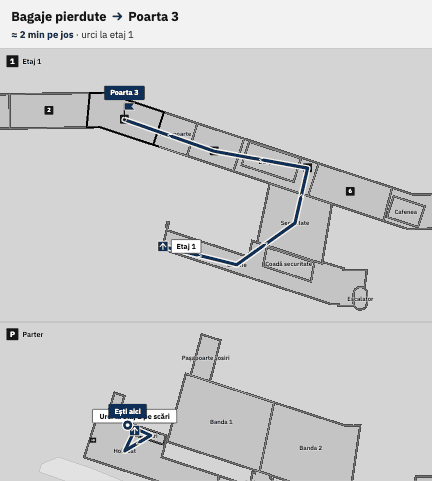 Bagaje pierdute → Poarta 3
≈ 2 min pe jos · urci la etaj 1
1 Etaj 1
Poarta 3
2
6
Cafenea
Etaj 1
Coadă securitate
Escalator
P Parter
Pașapoarte sosiri
Ești aici
Banda 1
Banda 2